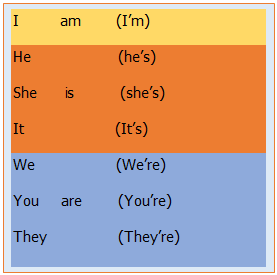 I am (I'm)
He (he's)
She is (she's)
It (It's)
We (We're)
You are (You're)
They (They're)